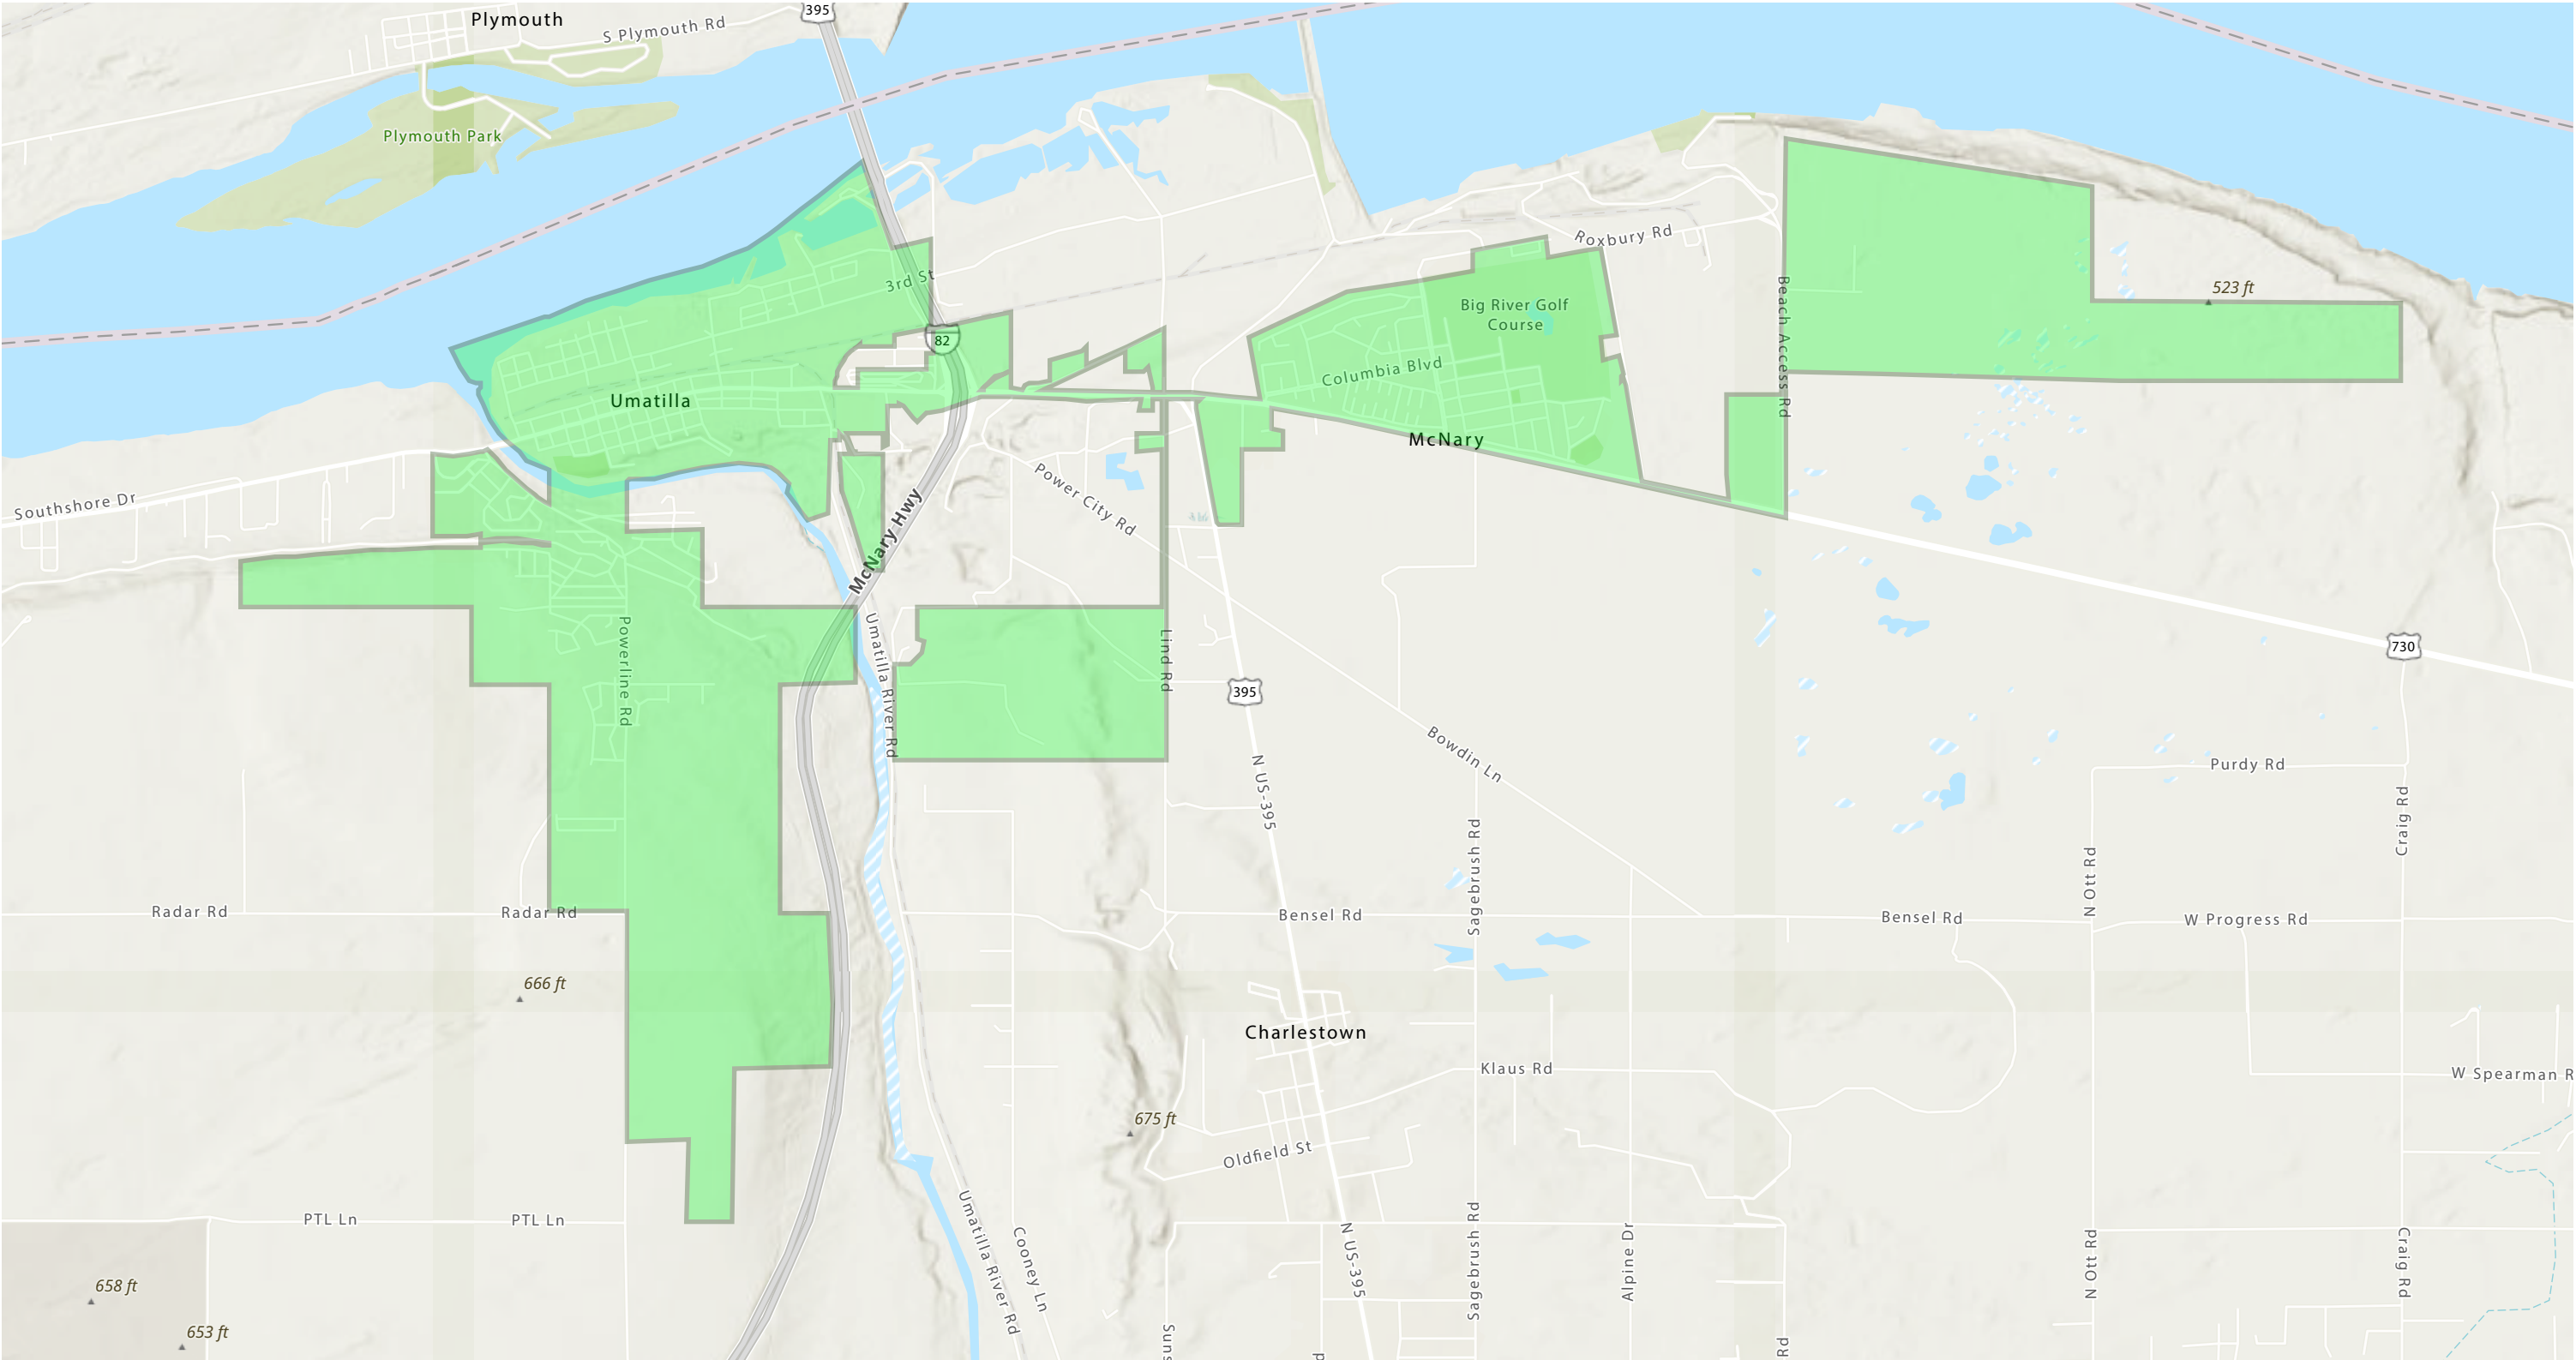 Plymouth
S Plymouth Rd
395
Plymouth Park
Roxbury Rd
3rd St
Beach Access Rd
523 ft
Big River Golf
Course
82
Columbia Blvd
Umatilla
McNary
Southshore Dr
Power City Rd
McNary Hwy
Powerline Rd
Umatilla River Rd
Lind Rd
730
395
Bowdin Ln
N US-395
Purdy Rd
Craig Rd
Sagebrush Rd
N Ott Rd
Radar Rd
Radar Rd
Bensel Rd
Bensel Rd
W Progress Rd
666 ft
Charlestown
Klaus Rd
W Spearman R
675 ft
Oldfield St
PTL Ln
PTL Ln
Umatilla River Rd
Cooney Ln
N US-395
Sagebrush Rd
Alpine Dr
N Ott Rd
Craig Rd
658 ft
653 ft
Suns
Rd